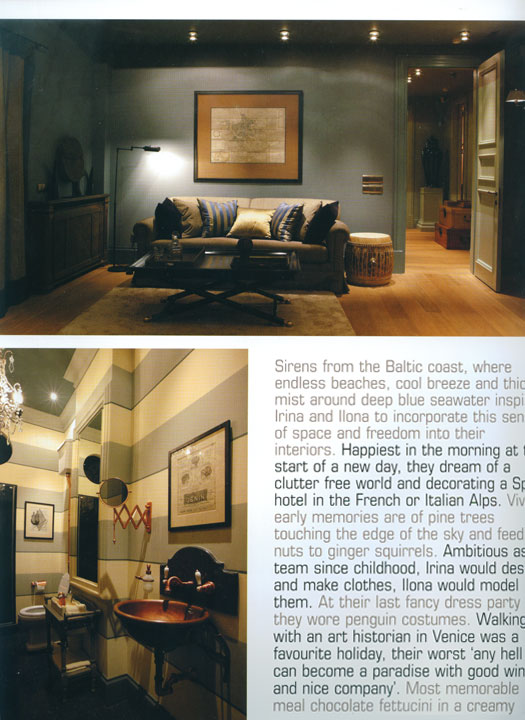 Sirens from the Baltic coast, where
endless beaches, cool breeze and thic
mist around deep blue seawater inspi
Irina and Ilona to incorporate this sen
of space and freedom into their
interiors. Happiest in the morning at t
start of a new day, they dream of a
clutter free world and decorating a Sp
hotel in the French or Italian Alps. Viv
early memories are of pine trees
touching the edge of the sky and feed
nuts to ginger squirrels. Ambitious as
team since childhood, Irina would des
and make clothes, Ilona would model
them. At their last fancy dress party
they wore penguin costumes. Walking
with an art historian in Venice was a
favourite holiday, their worst ‘any hell
can become a paradise with good win
and nice company’. Most memorable
meal chocolate fettucini in a creamy